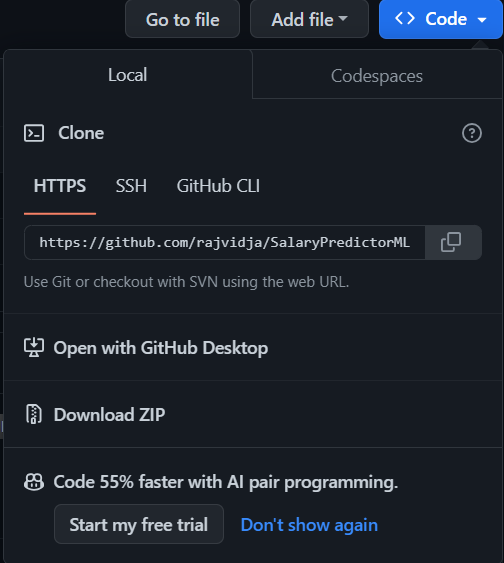 Go to file Add file Code
Local Codespaces
Clone
HTTPS SSH GitHub CLI
https://github.com/rajvidja/SalaryPredictorML
Use Git or checkout with SVN using the web URL.
Open with GitHub Desktop
Download ZIP
Code 55% faster with AI pair programming.
Start my free trial Don't show again